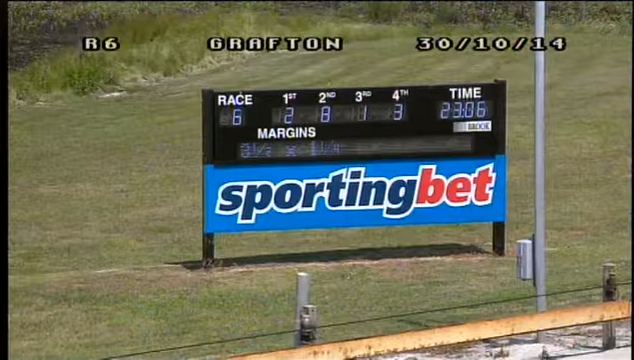 R6 GRAFTON 30/10/14
RACE 1ST 2ND 3RD 4TH TIME
6 2 8 1 3 23.06
BROOK
MARGINS
sportingbet